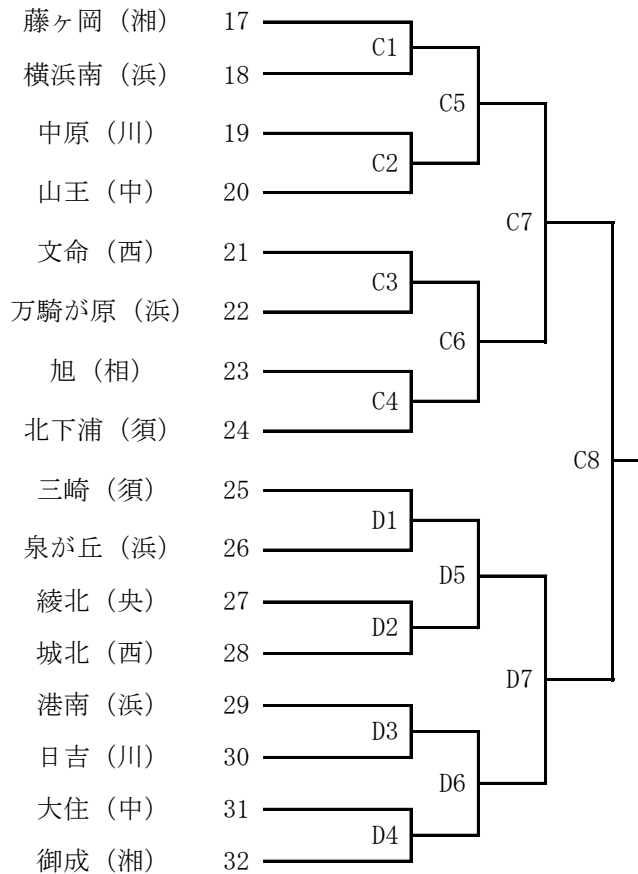 藤ヶ岡（湘） 17
C1
横浜南（浜） 18
C5
中原（川） 19
C2
山王（中） 20
C7
文命（西） 21
C3
万騎が原（浜） 22
C6
旭（相） 23
C4
北下浦（須） 24
C8
三崎（須） 25
D1
泉が丘（浜） 26
D5
綾北（央） 27
D2
城北（西） 28
D7
港南（浜） 29
D3
日吉（川） 30
D6
大住（中） 31
D4
御成（湘） 32